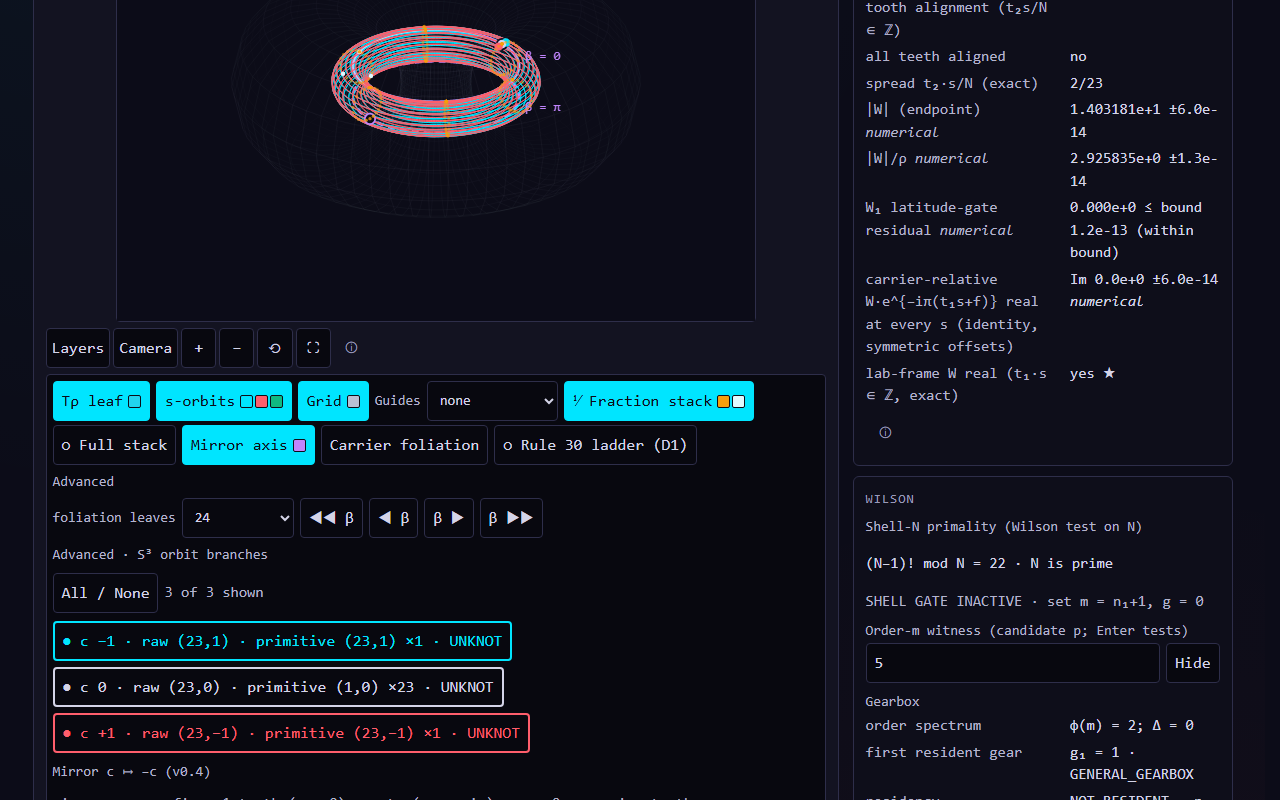 β = 0
β = π
Layers
Camera
+
−
⟲
⛶
ⓘ
Tρ leaf
s-orbits
Grid
Guides
none
⅟ Fraction stack
○ Full stack
Mirror axis
Carrier foliation
○ Rule 30 ladder (D1)
Advanced
foliation leaves
24
◀◀ β
◀ β
β ▶
β ▶▶
Advanced · S³ orbit branches
All / None
3 of 3 shown
● c −1 · raw (23,1) · primitive (23,1) ×1 · UNKNOT
● c 0 · raw (23,0) · primitive (1,0) ×23 · UNKNOT
● c +1 · raw (23,−1) · primitive (23,−1) ×1 · UNKNOT
Mirror c ↦ −c (v0.4)
tooth alignment (t₂s/N
∈ ℤ)
all teeth aligned
no
spread t₂·s/N (exact)
2/23
|W| (endpoint)
numerical
1.403181e+1 ±6.0e-
14
|W|/ρ numerical
2.925835e+0 ±1.3e-
14
W₁ latitude-gate
residual numerical
0.000e+0 ≤ bound
1.2e-13 (within
bound)
carrier-relative
W·e^{−iπ(t₁s+f)} real
at every s (identity,
symmetric offsets)
Im 0.0e+0 ±6.0e-14
numerical
lab-frame W real (t₁·s
∈ ℤ, exact)
yes ★
ⓘ
WILSON
Shell-N primality (Wilson test on N)
(N−1)! mod N = 22 · N is prime
SHELL GATE INACTIVE · set m = n₁+1, g = 0
Order-m witness (candidate p; Enter tests)
5
Hide
Gearbox
order spectrum
ϕ(m) = 2; Δ = 0
first resident gear
g₁ = 1 ·
GENERAL_GEARBOX